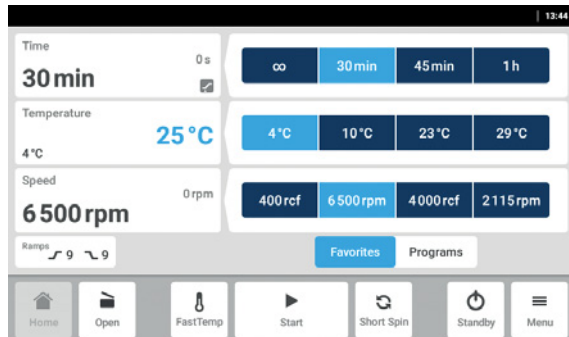 13:44
Time
0 s
30 min
∞ 30 min 45 min 1 h
Temperature
25 °C
4 °C
4 °C 10 °C 23 °C 29 °C
Speed
0 rpm
6 500 rpm
400 rcf 6 500 rpm 4 000 rcf 2 115 rpm
Ramps 9 9
Favorites Programs
Home Open FastTemp Start Short Spin Standby Menu